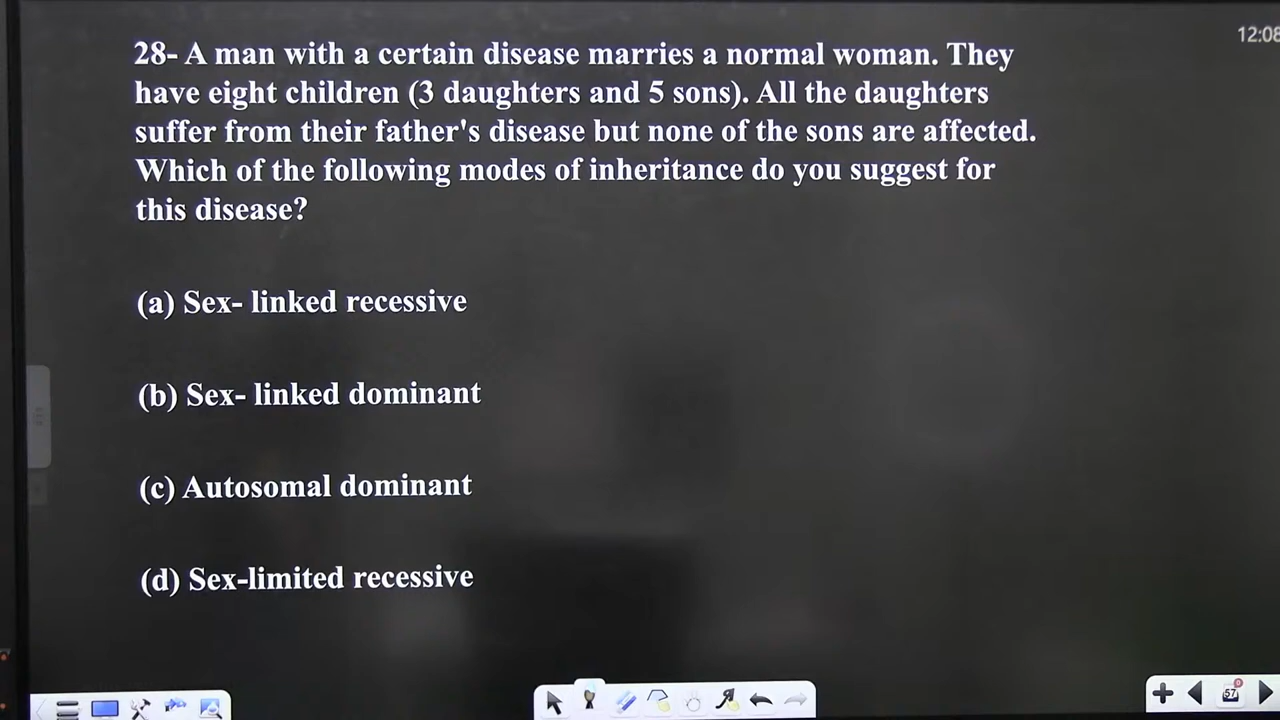 12:08
28- A man with a certain disease marries a normal woman. They
have eight children (3 daughters and 5 sons). All the daughters
suffer from their father's disease but none of the sons are affected.
Which of the following modes of inheritance do you suggest for
this disease?
(a) Sex- linked recessive
(b) Sex- linked dominant
(c) Autosomal dominant
(d) Sex-limited recessive
57